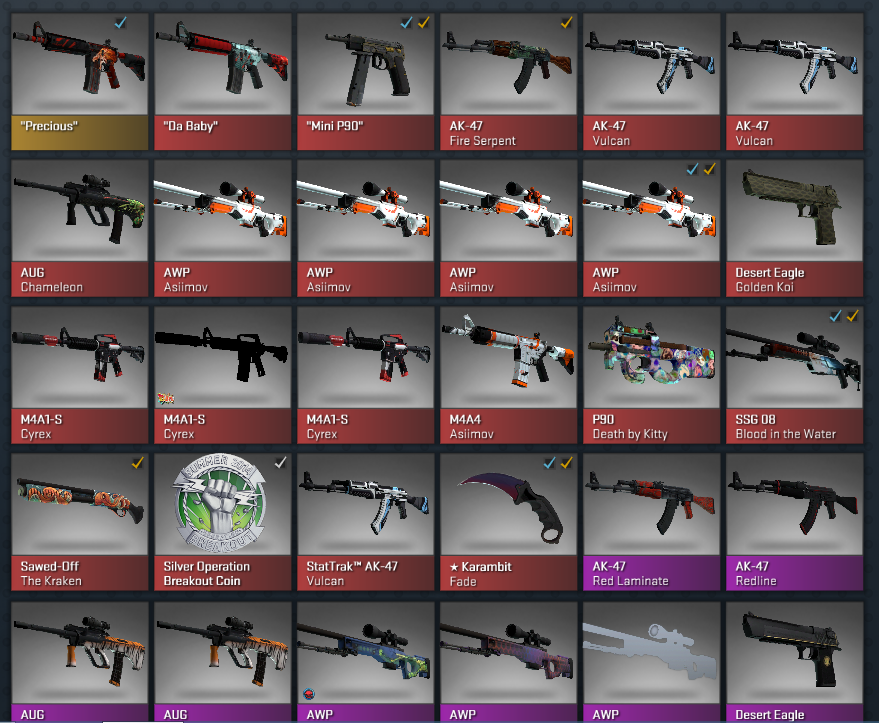 "Precious"
"Da Baby"
"Mini P90"
AK-47
Fire Serpent
AK-47
Vulcan
AK-47
Vulcan
AUG
Chameleon
AWP
Asiimov
AWP
Asiimov
AWP
Asiimov
AWP
Asiimov
Desert Eagle
Golden Koi
M4A1-S
Cyrex
M4A1-S
Cyrex
M4A1-S
Cyrex
M4A4
Asiimov
P90
Death by Kitty
SSG 08
Blood in the Water
Sawed-Off
The Kraken
SUMMER 2014
BREAKOUT
Silver Operation
Breakout Coin
StatTrak™ AK-47
Vulcan
★ Karambit
Fade
AK-47
Red Laminate
AK-47
Redline
AUG
AUG
AWP
AWP
AWP
Desert Eagle